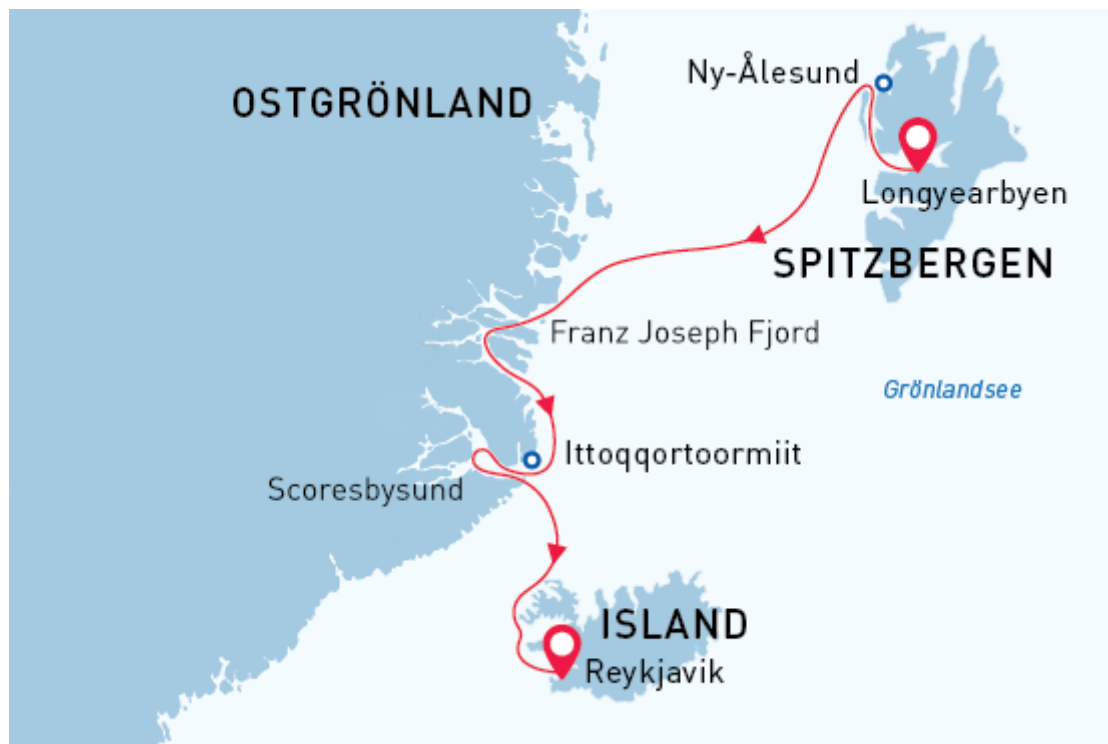 Ny-Ålesund
OSTGRÖNLAND
Longyearbyen
SPITZBERGEN
Franz Joseph Fjord
Grönlandsee
Ittoqqortoormiit
Scoresbysund
ISLAND
Reykjavik